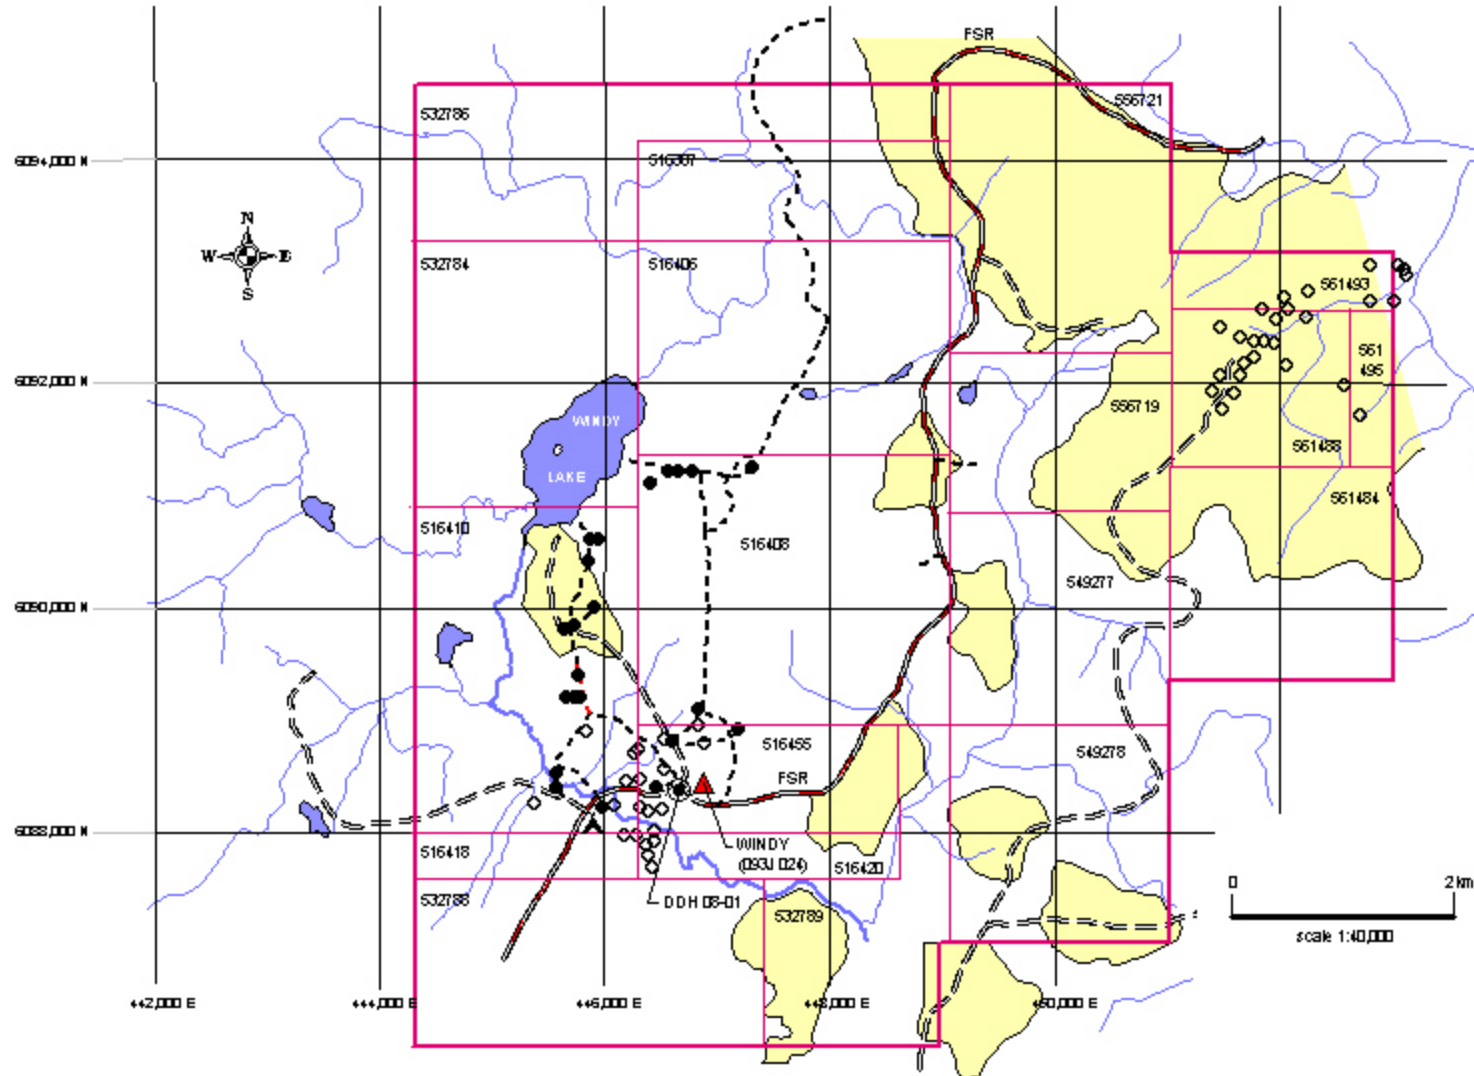 FSR
556721
532786
516387
6094,000 N
N
W
E
S
532784
516406
561493
561
495
6092,000 N
WINDY
556719
LAKE
561488
561484
516410
516408
549277
6090,000 N
516455
549278
FSR
6088,000 N
516418
WINDY
(093J 024)
516420
532788
DDH 08-01
532789
0
2 km
scale 1:40,000
442,000 E
444,000 E
446,000 E
448,000 E
450,000 E